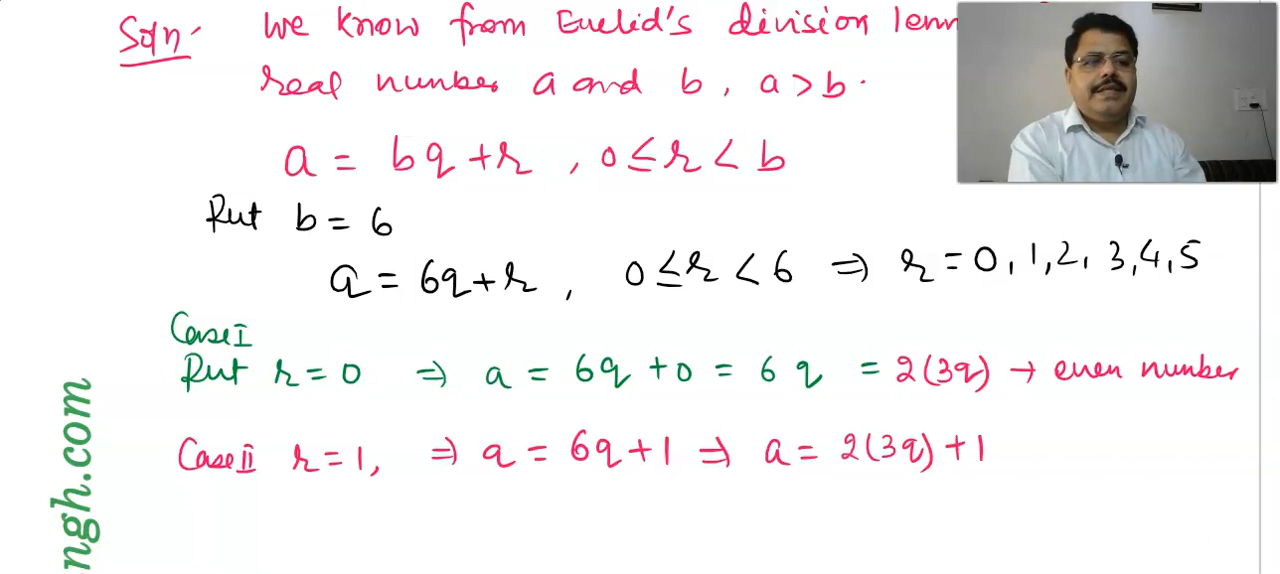 Soln. We know from Euclid's division
real number a and b, a > b.
a = bq + r, 0 ≤ r < b
Put b = 6
a = 6q + r, 0 ≤ r < 6 ⇒ r = 0, 1, 2, 3, 4, 5
Case I
Put r = 0 ⇒ a = 6q + 0 = 6q = 2(3q) → even number
Case II r = 1, ⇒ a = 6q + 1 ⇒ a = 2(3q) + 1
ngh.com